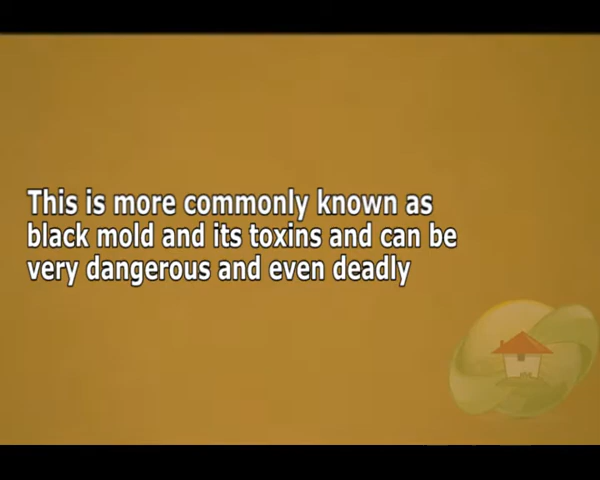 This is more commonly known as
black mold and its toxins and can be
very dangerous and even deadly